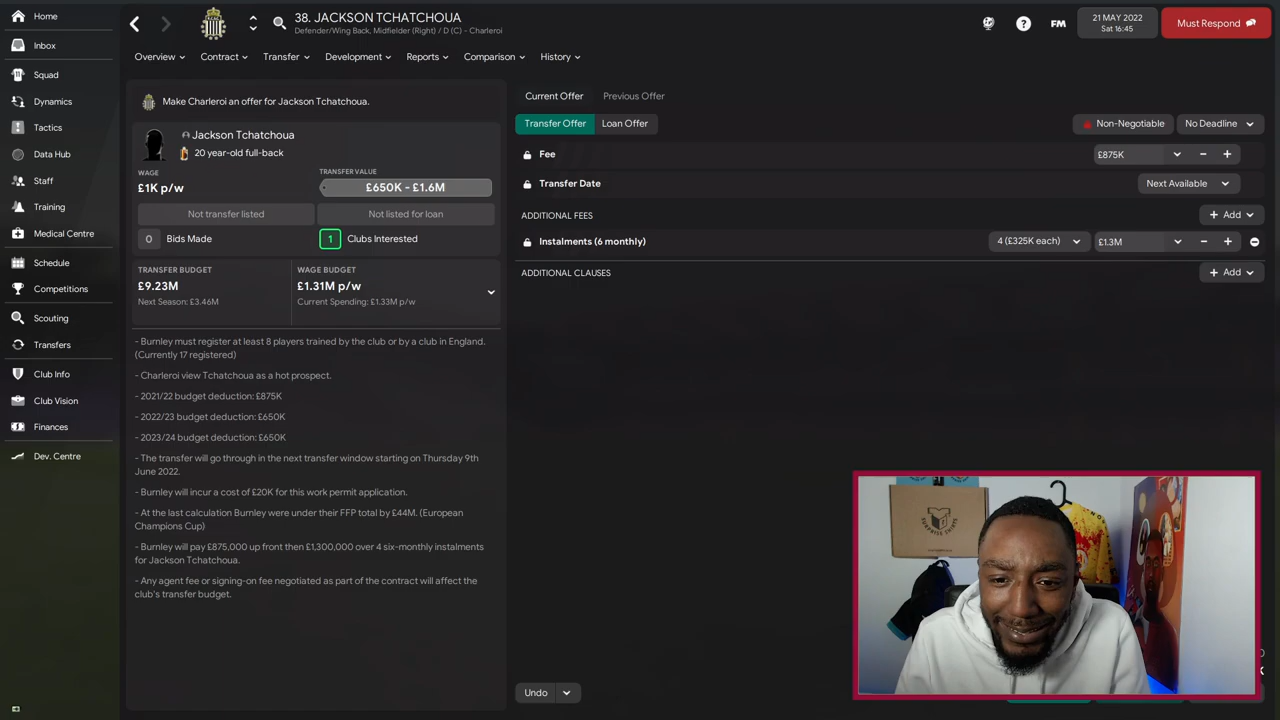 Home
Inbox
Squad
Dynamics
Tactics
Data Hub
Staff
Training
Medical Centre
Schedule
Competitions
Scouting
Transfers
Club Info
Club Vision
Finances
Dev. Centre
38. JACKSON TCHATCHOUA
Defender/Wing Back, Midfielder (Right) / D (C) - Charleroi
FM
21 MAY 2022
Sat 16:45
Must Respond
Overview
Contract
Transfer
Development
Reports
Comparison
History
Make Charleroi an offer for Jackson Tchatchoua.
Jackson Tchatchoua
20 year-old full-back
WAGE
£1K p/w
TRANSFER VALUE
£650K - £1.6M
Not transfer listed
Not listed for loan
0 Bids Made
1 Clubs Interested
TRANSFER BUDGET
£9.23M
Next Season: £3.46M
WAGE BUDGET
£1.31M p/w
Current Spending: £1.33M p/w
- Burnley must register at least 8 players trained by the club or by a club in England.
(Currently 17 registered)
- Charleroi view Tchatchoua as a hot prospect.
- 2021/22 budget deduction: £875K
- 2022/23 budget deduction: £650K
- 2023/24 budget deduction: £650K
- The transfer will go through in the next transfer window starting on Thursday 9th
June 2022.
- Burnley will incur a cost of £20K for this work permit application.
- At the last calculation Burnley were under their FFP total by £44M. (European
Champions Cup)
- Burnley will pay £875,000 up front then £1,300,000 over 4 six-monthly instalments
for Jackson Tchatchoua.
- Any agent fee or signing-on fee negotiated as part of the contract will affect the
club's transfer budget.
Current Offer
Previous Offer
Transfer Offer
Loan Offer
Non-Negotiable
No Deadline
Fee
£875K
Transfer Date
Next Available
ADDITIONAL FEES
+ Add
Instalments (6 monthly)
4 (£325K each)
£1.3M
ADDITIONAL CLAUSES
+ Add
Undo